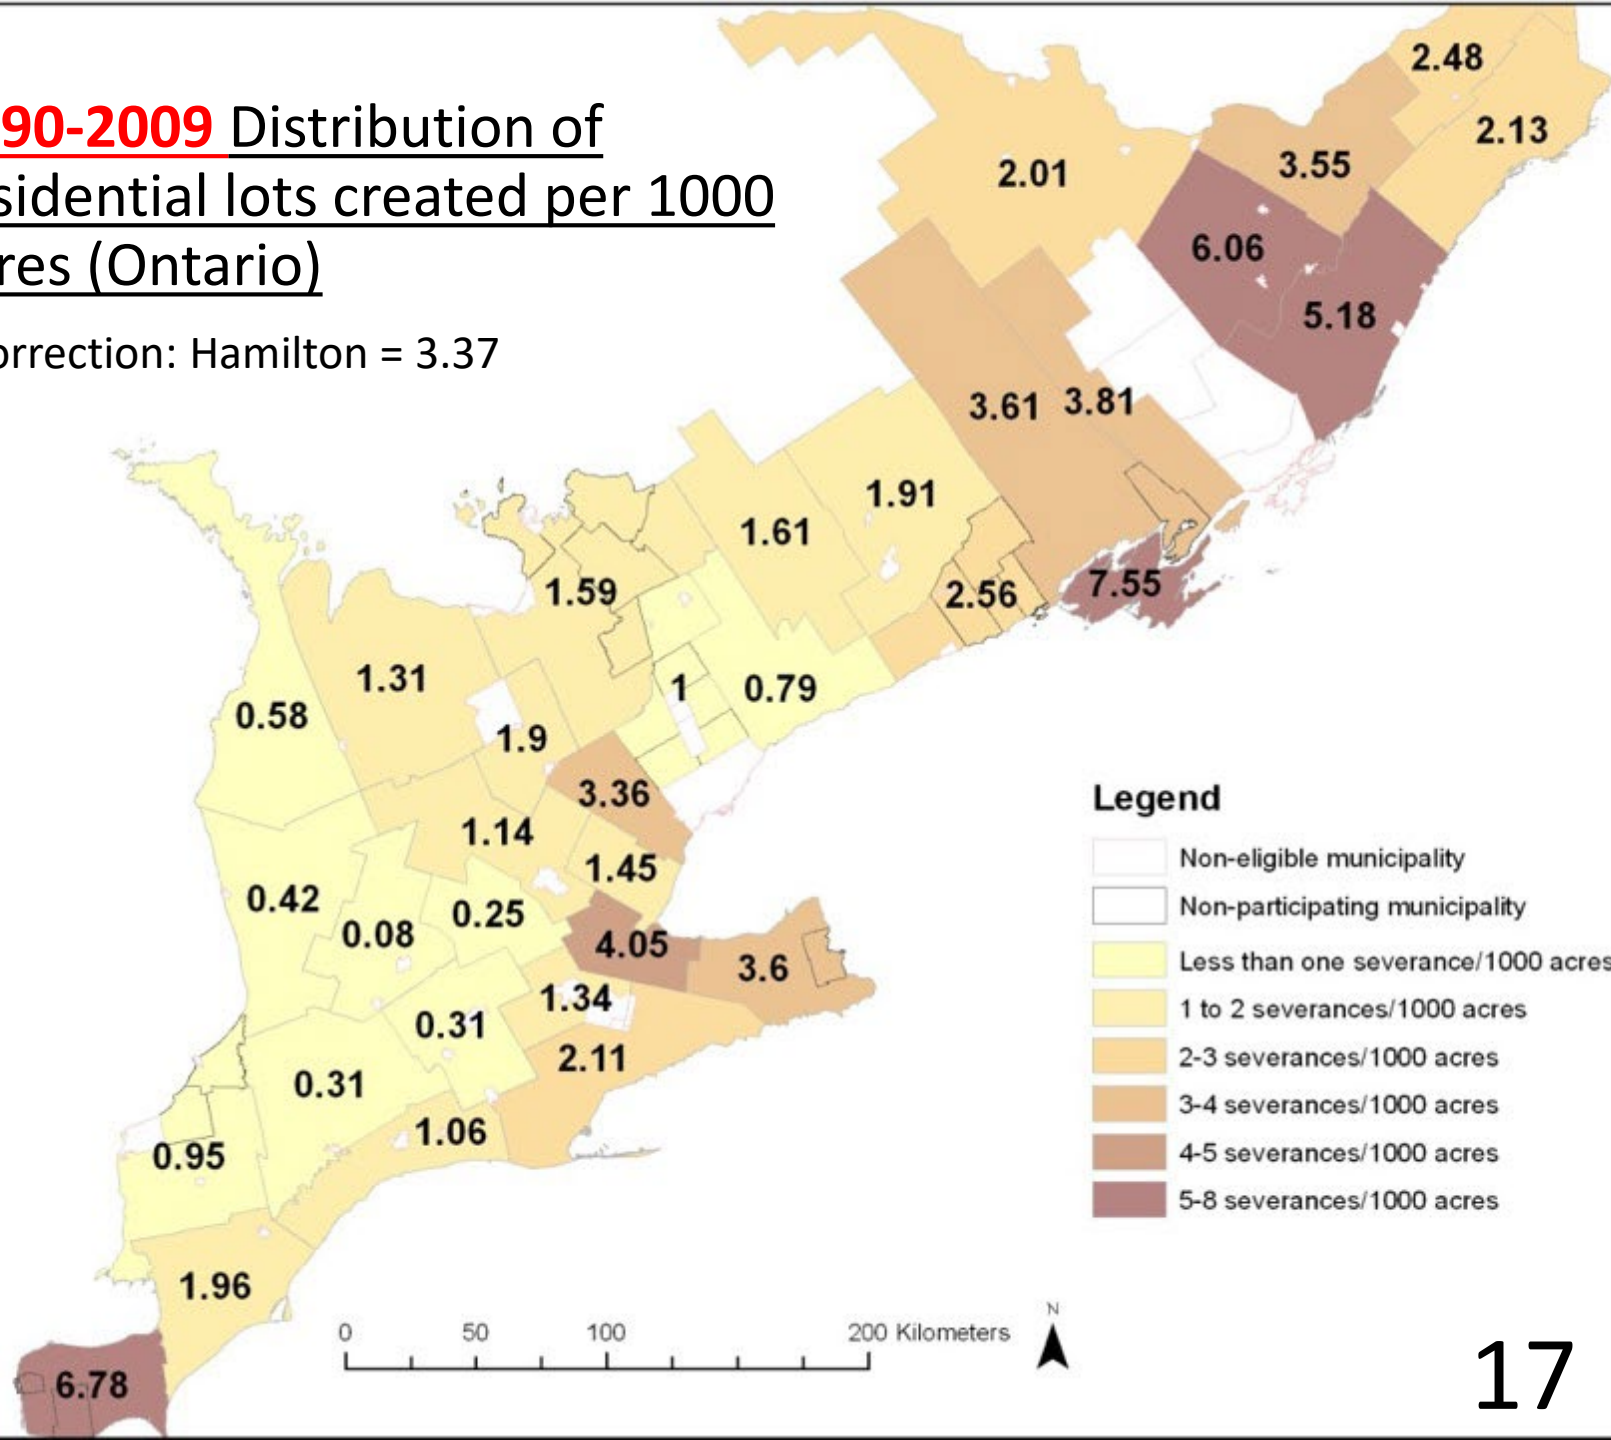 90-2009 Distribution of
sidential lots created per 1000
res (Ontario)
orrection: Hamilton = 3.37
2.48
2.13
2.01
3.55
6.06
5.18
3.61 3.81
1.91
1.61
1.59
2.56
7.55
1.31
1
0.79
0.58
1.9
3.36
1.14
1.45
0.42
0.08
0.25
4.05
3.6
1.34
0.31
2.11
0.31
1.06
0.95
1.96
6.78
Legend
Non-eligible municipality
Non-participating municipality
Less than one severance/1000 acres
1 to 2 severances/1000 acres
2-3 severances/1000 acres
3-4 severances/1000 acres
4-5 severances/1000 acres
5-8 severances/1000 acres
0 50 100 200 Kilometers
N
17